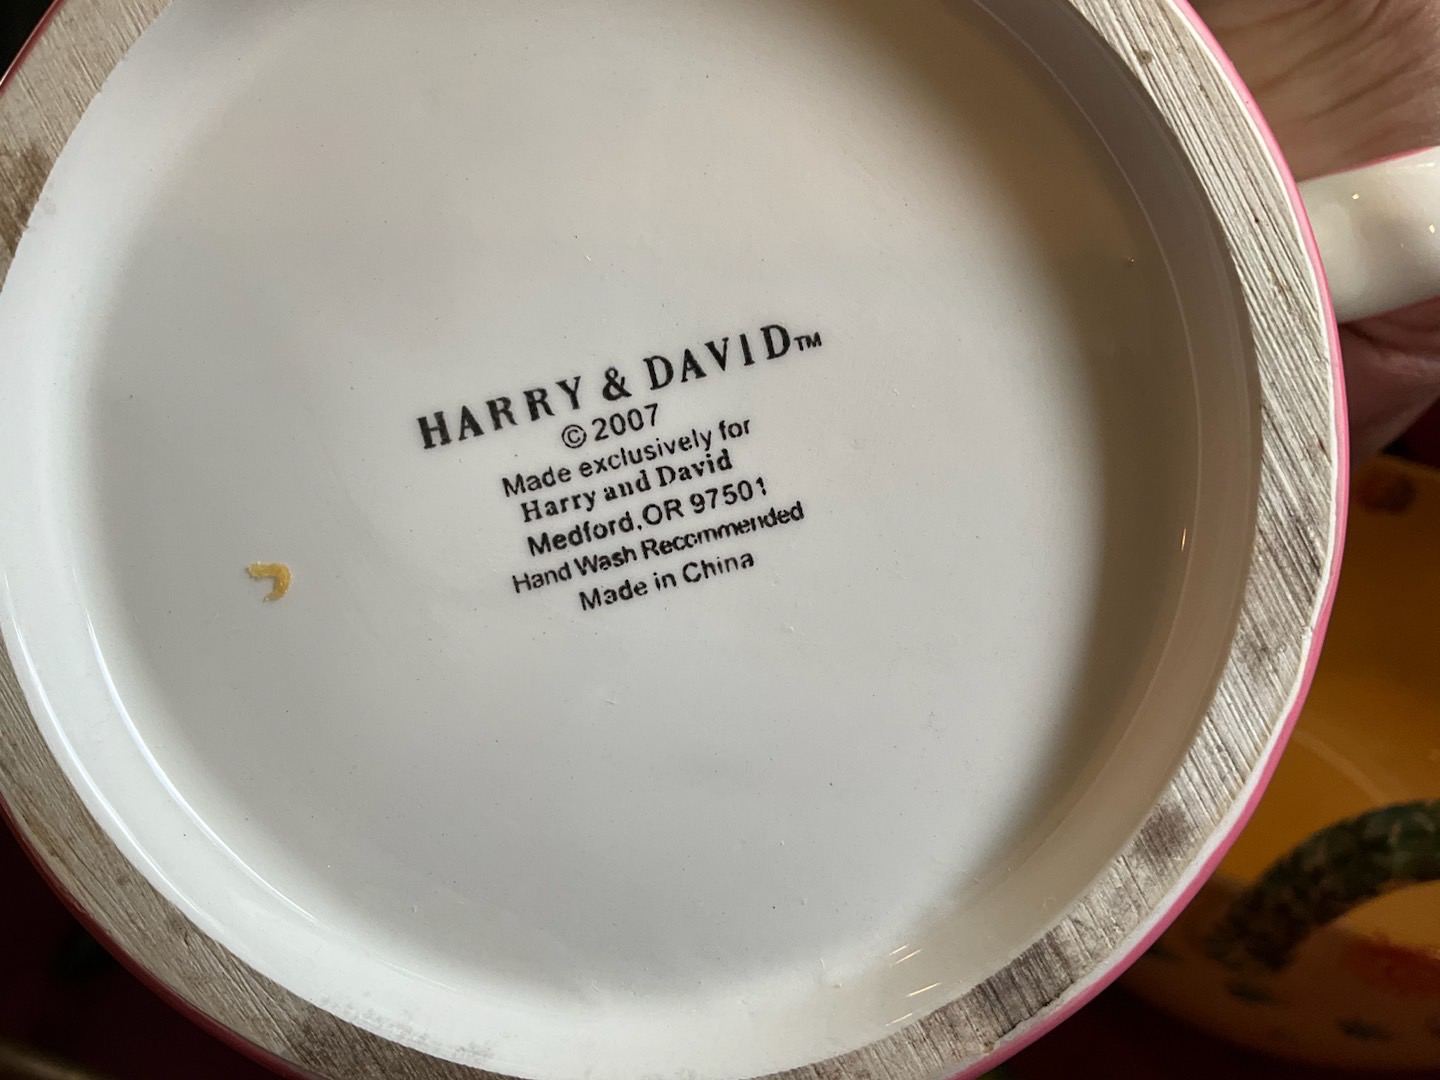 HARRY & DAVID™
©2007
Made exclusively for
Harry and David
Medford,OR 97501
Hand Wash Recommended
Made in China